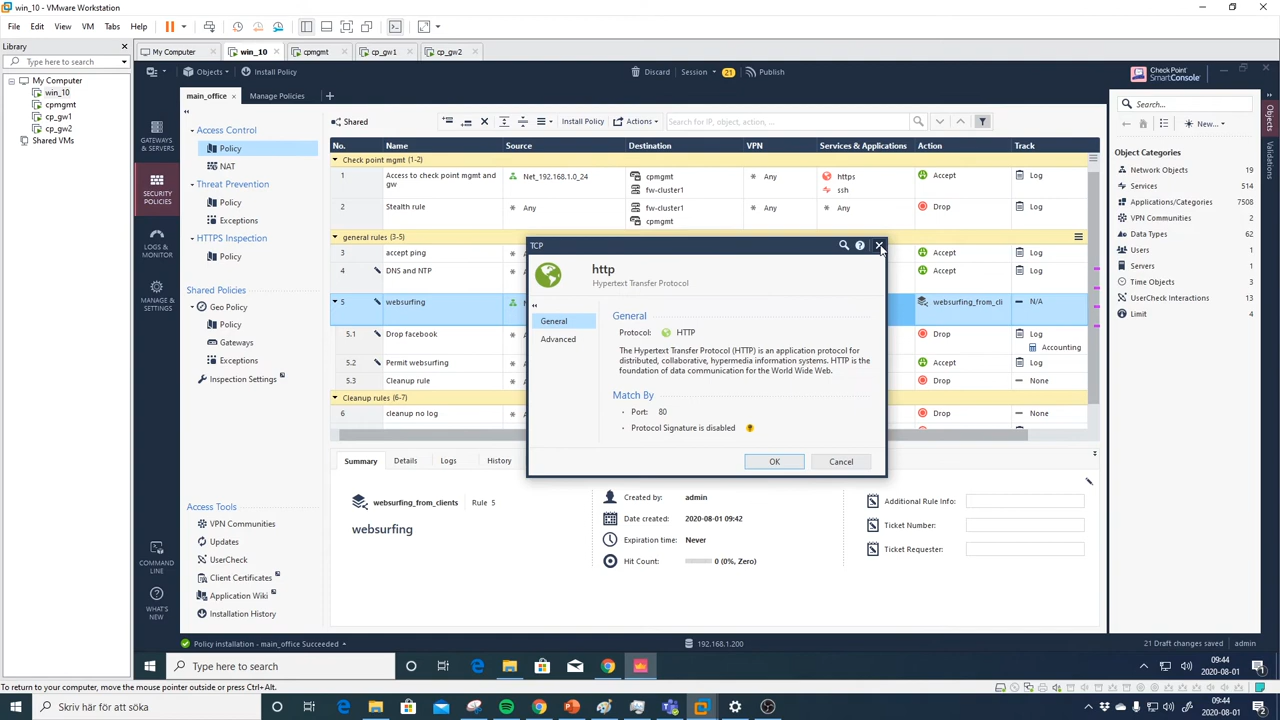 win_10 - VMware Workstation
File Edit View VM Tabs Help
Library
Type here to search
My Computer
win_10
cpmgmt
cp_gw1
cp_gw2
Shared VMs
My Computer win_10 cpmgmt cp_gw1 cp_gw2
Objects Install Policy Discard Session 21 Publish
Check Point
SmartConsole
main_office Manage Policies
GATEWAYS
& SERVERS
SECURITY
POLICIES
LOGS &
MONITOR
MANAGE &
SETTINGS
COMMAND
LINE
WHAT'S
NEW
Access Control
Policy
NAT
Threat Prevention
Policy
Exceptions
HTTPS Inspection
Policy
Shared Policies
Geo Policy
Policy
Gateways
Exceptions
Inspection Settings
Access Tools
VPN Communities
Updates
UserCheck
Client Certificates
Application Wiki
Installation History
Shared Install Policy Actions Search for IP, object, action, ...
No. Name Source Destination VPN Services & Applications Action Track
Check point mgmt (1-2)
1 Access to check point mgmt and Net_192.168.1.0_24 cpmgmt Any https Accept Log
gw fw-cluster1 ssh
2 Stealth rule Any fw-cluster1 Any Any Drop Log
cpmgmt
general rules (3-5)
3 accept ping Accept Log
4 DNS and NTP Accept Log
5 websurfing websurfing_from_cli N/A
5.1 Drop facebook Drop Log
Accounting
5.2 Permit websurfing Accept Log
5.3 Cleanup rule Drop None
Cleanup rules (6-7)
6 cleanup no log Drop None
TCP
http
Hypertext Transfer Protocol
General
Advanced
General
Protocol: HTTP
The Hypertext Transfer Protocol (HTTP) is an application protocol for
distributed, collaborative, hypermedia information systems. HTTP is the
foundation of data communication for the World Wide Web.
Match By
Port: 80
Protocol Signature is disabled
OK Cancel
Summary Details Logs History
websurfing_from_clients Rule 5
websurfing
Created by: admin
Date created: 2020-08-01 09:42
Expiration time: Never
Hit Count: 0 (0%, Zero)
Additional Rule Info:
Ticket Number:
Ticket Requester:
Search...
New...
Object Categories
Network Objects 19
Services 514
Applications/Categories 7508
VPN Communities 2
Data Types 62
Users 1
Servers 1
Time Objects 3
UserCheck Interactions 13
Limit 4
Objects
Validations
Policy installation - main_office Succeeded 192.168.1.200 21 Draft changes saved admin
Type here to search
09:44
2020-08-01
To return to your computer, move the mouse pointer outside or press Ctrl+Alt.
Skriv här för att söka
09:44
2020-08-01